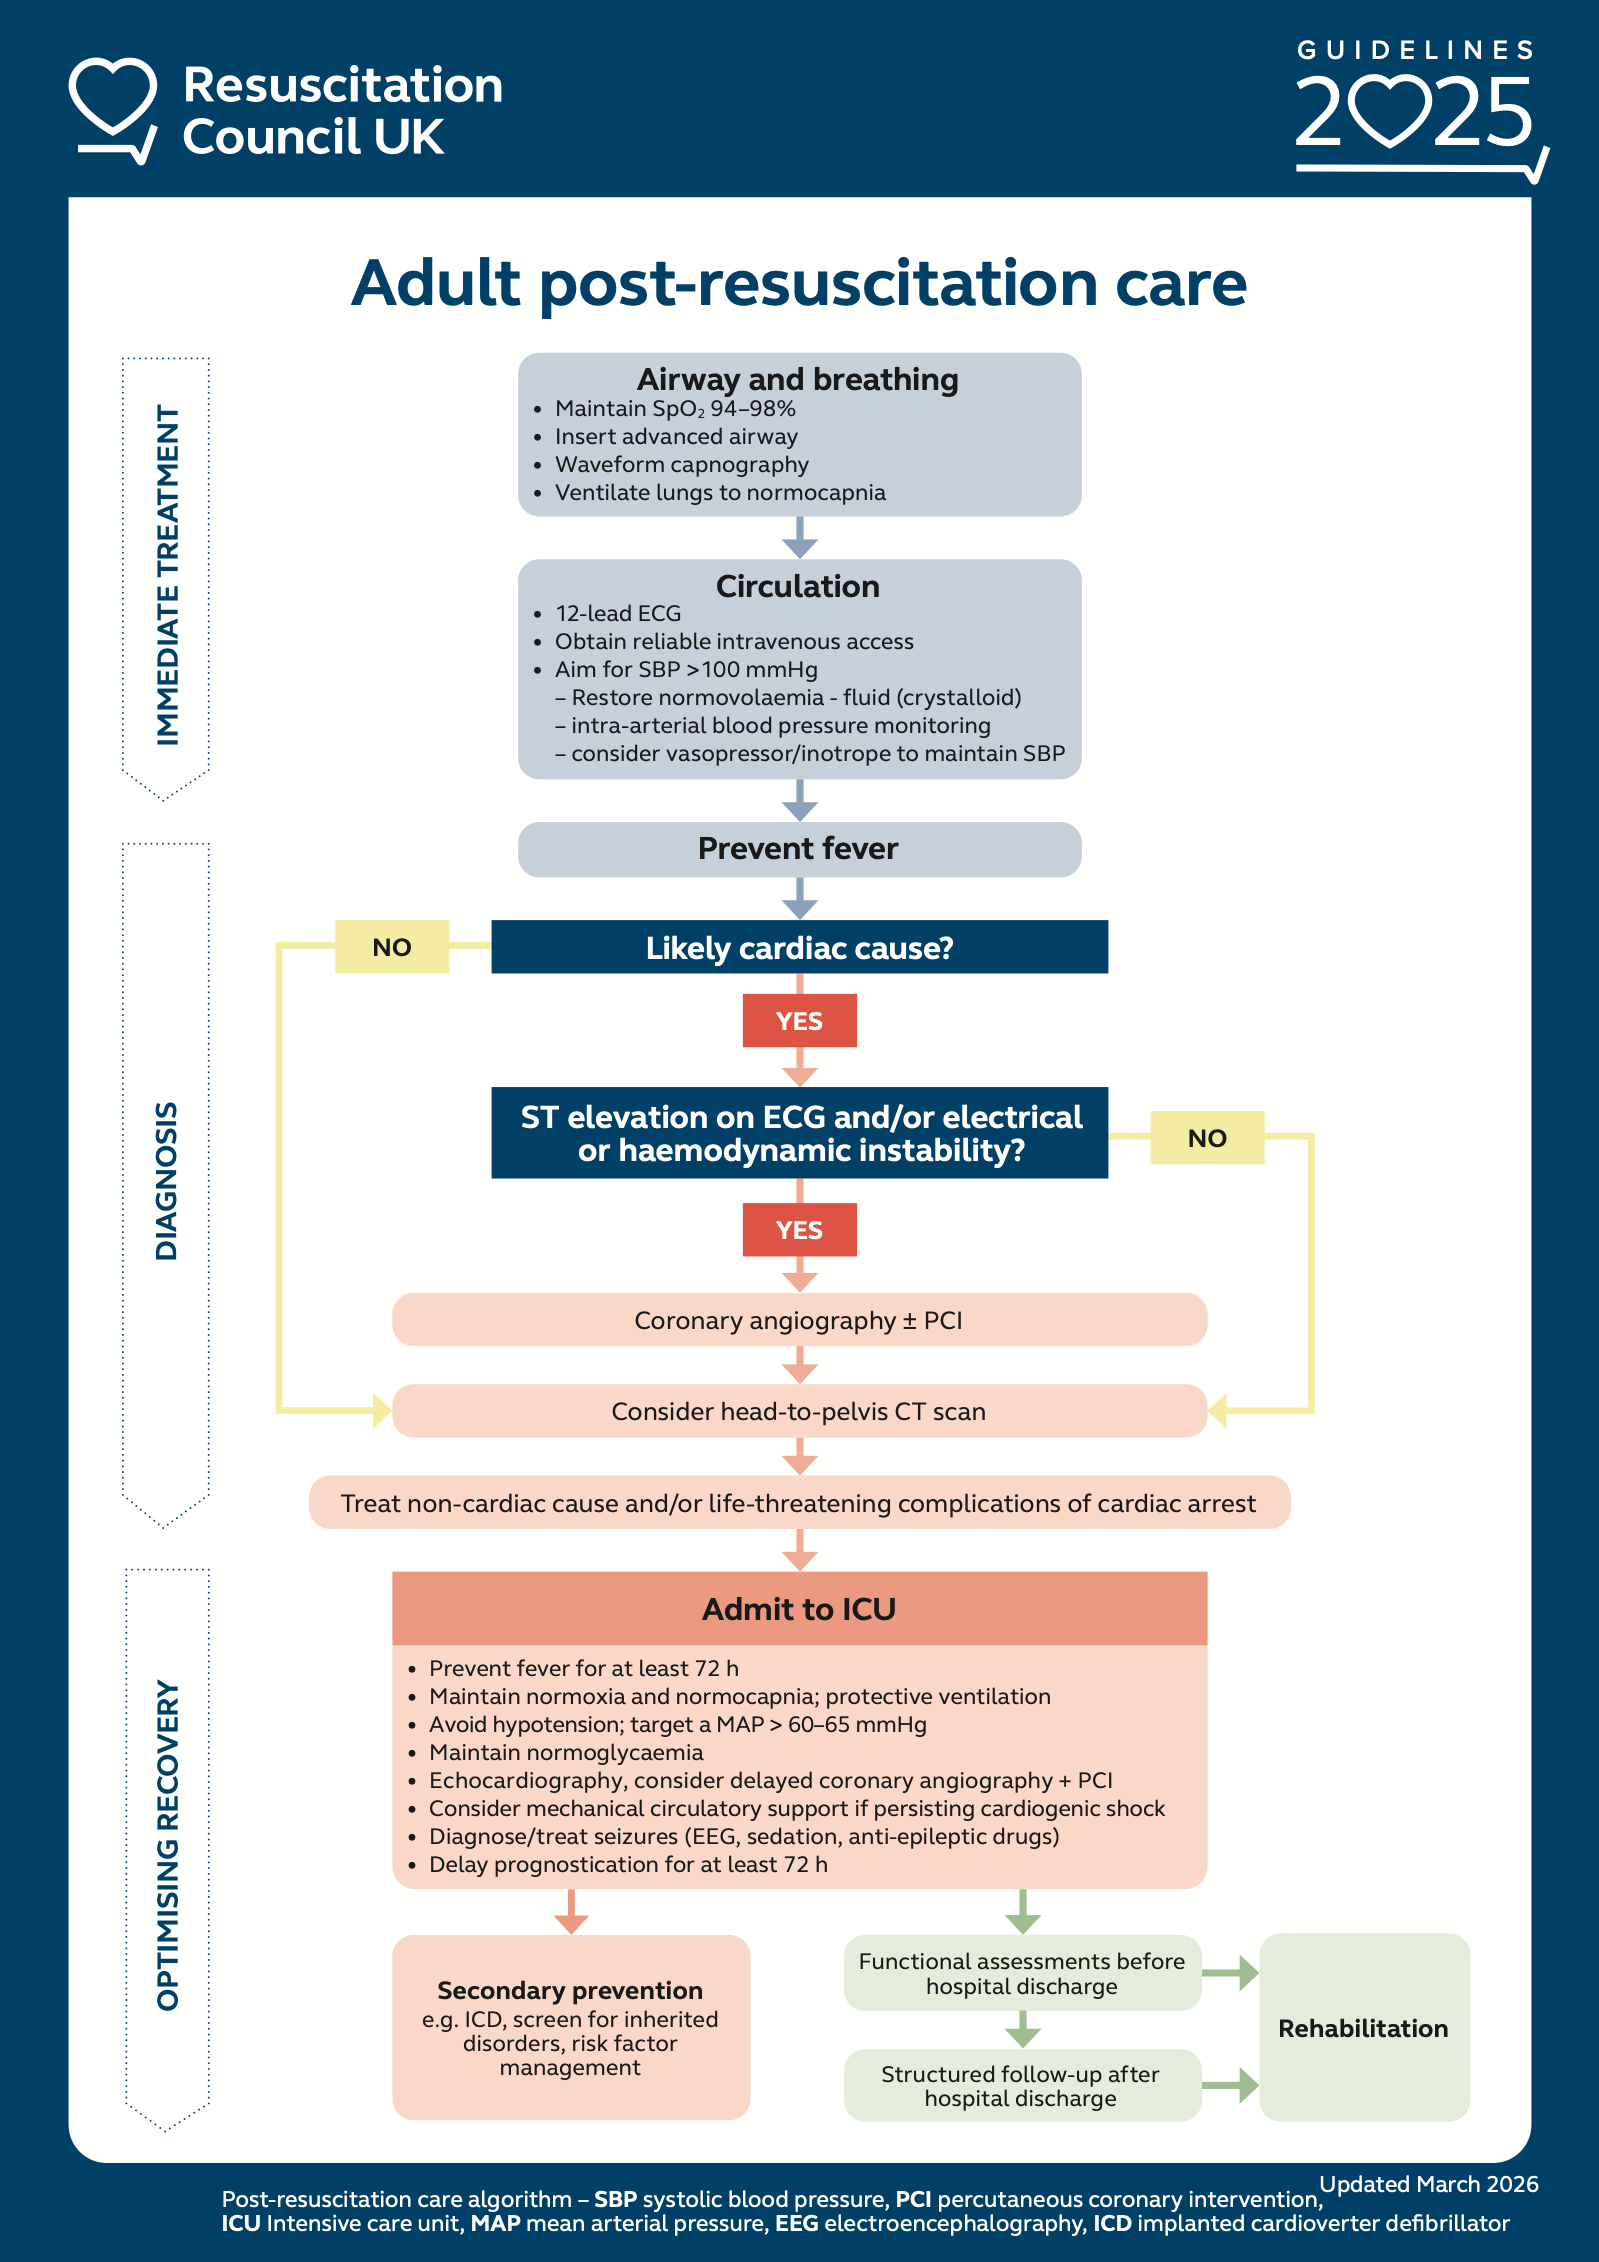 Resuscitation
Council UK
GUIDELINES
2025
Adult post-resuscitation care
IMMEDIATE TREATMENT
Airway and breathing
• Maintain SpO₂ 94–98%
• Insert advanced airway
• Waveform capnography
• Ventilate lungs to normocapnia
Circulation
• 12-lead ECG
• Obtain reliable intravenous access
• Aim for SBP >100 mmHg
– Restore normovolaemia - fluid (crystalloid)
– intra-arterial blood pressure monitoring
– consider vasopressor/inotrope to maintain SBP
Prevent fever
DIAGNOSIS
Likely cardiac cause?
NO
YES
ST elevation on ECG and/or electrical
or haemodynamic instability?
NO
YES
Coronary angiography ± PCI
Consider head-to-pelvis CT scan
Treat non-cardiac cause and/or life-threatening complications of cardiac arrest
OPTIMISING RECOVERY
Admit to ICU
• Prevent fever for at least 72 h
• Maintain normoxia and normocapnia; protective ventilation
• Avoid hypotension; target a MAP > 60–65 mmHg
• Maintain normoglycaemia
• Echocardiography, consider delayed coronary angiography + PCI
• Consider mechanical circulatory support if persisting cardiogenic shock
• Diagnose/treat seizures (EEG, sedation, anti-epileptic drugs)
• Delay prognostication for at least 72 h
Secondary prevention
e.g. ICD, screen for inherited
disorders, risk factor
management
Functional assessments before
hospital discharge
Structured follow-up after
hospital discharge
Rehabilitation
Updated March 2026
Post-resuscitation care algorithm – SBP systolic blood pressure, PCI percutaneous coronary intervention,
ICU Intensive care unit, MAP mean arterial pressure, EEG electroencephalography, ICD implanted cardioverter defibrillator